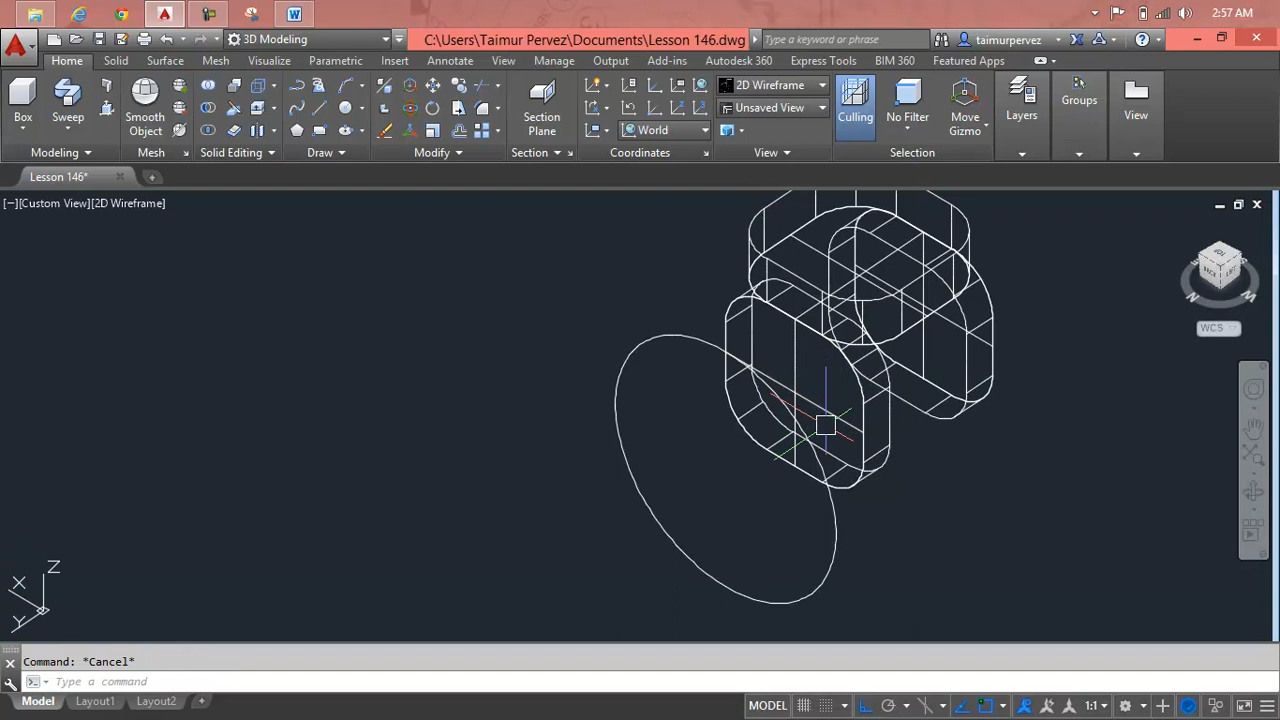 2:57 AM
3D Modeling
C:\Users\Taimur Pervez\Documents\Lesson 146.dwg
Type a keyword or phrase
taimurpervez
Home Solid Surface Mesh Visualize Parametric Insert Annotate View Manage Output Add-ins Autodesk 360 Express Tools BIM 360 Featured Apps
Box
Sweep
Smooth
Object
Section
Plane
World
2D Wireframe
Unsaved View
Culling
No Filter
Move
Gizmo
Layers
Groups
View
Modeling Mesh Solid Editing Draw Modify Section Coordinates View Selection
Lesson 146*
[−][Custom View][2D Wireframe]
WCS
Z
X
Y
Command: *Cancel*
Type a command
Model Layout1 Layout2
MODEL
1:1